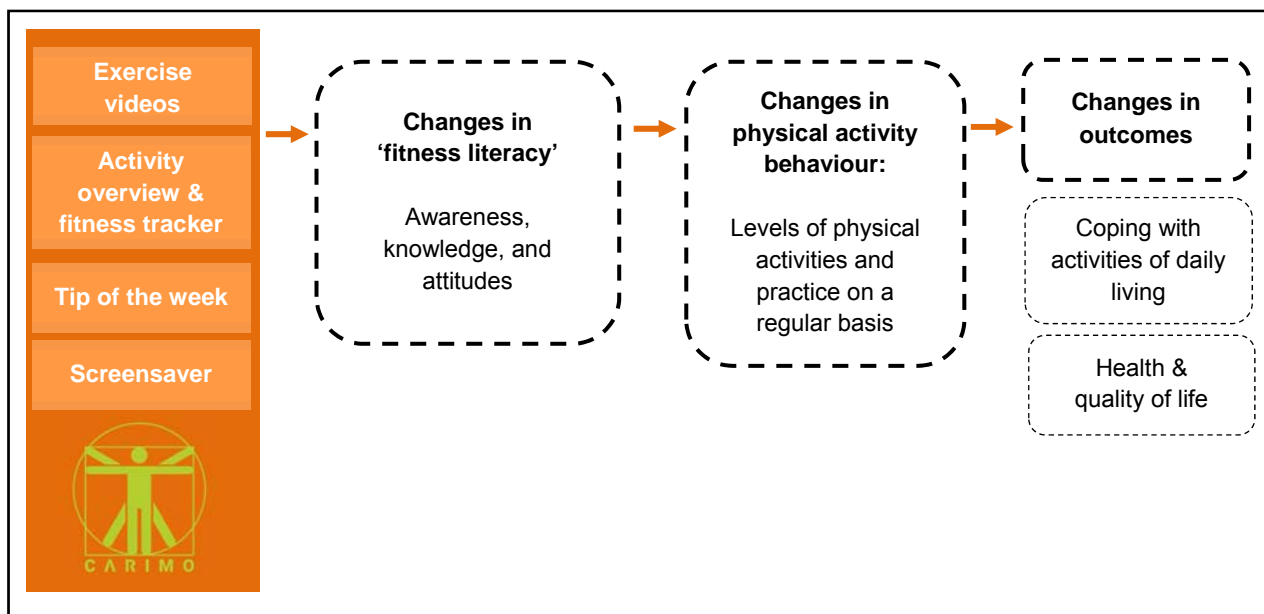 Exercise
videos
Activity
overview &
fitness tracker
Tip of the week
Screensaver
CARIMO
Changes in
‘fitness literacy’
Awareness,
knowledge, and
attitudes
Changes in
physical activity
behaviour:
Levels of physical
activities and
practice on a
regular basis
Changes in
outcomes
Coping with
activities of daily
living
Health &
quality of life